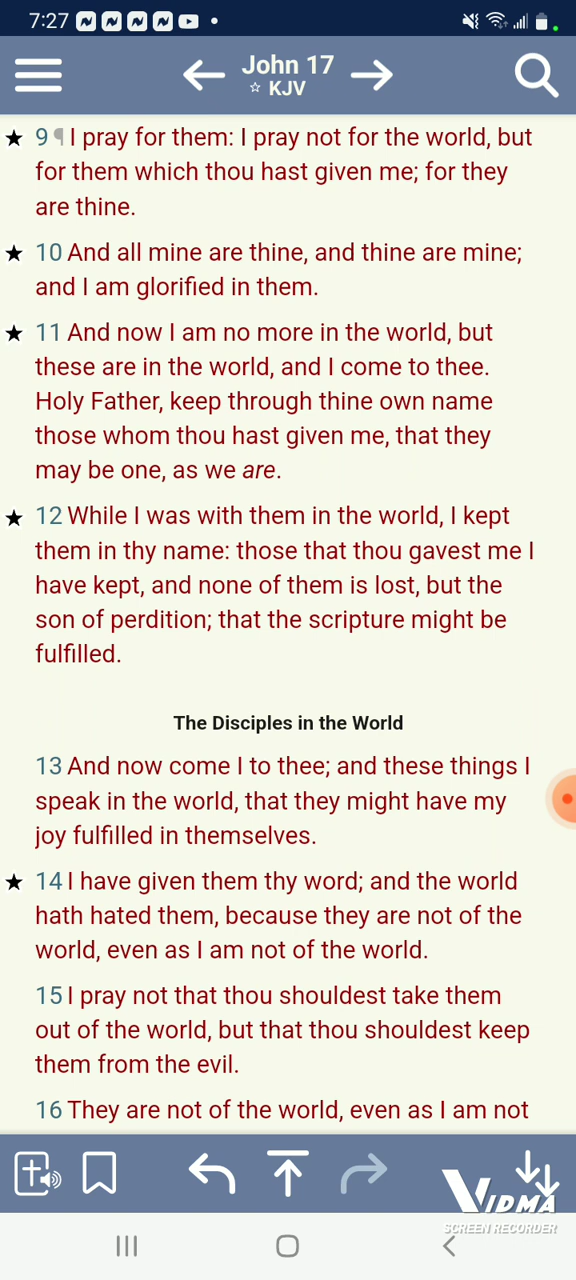 7:27
John 17
☆ KJV
★ 9 ¶ I pray for them: I pray not for the world, but
for them which thou hast given me; for they
are thine.
★ 10 And all mine are thine, and thine are mine;
and I am glorified in them.
★ 11 And now I am no more in the world, but
these are in the world, and I come to thee.
Holy Father, keep through thine own name
those whom thou hast given me, that they
may be one, as we are.
★ 12 While I was with them in the world, I kept
them in thy name: those that thou gavest me I
have kept, and none of them is lost, but the
son of perdition; that the scripture might be
fulfilled.
The Disciples in the World
13 And now come I to thee; and these things I
speak in the world, that they might have my
joy fulfilled in themselves.
★ 14 I have given them thy word; and the world
hath hated them, because they are not of the
world, even as I am not of the world.
15 I pray not that thou shouldest take them
out of the world, but that thou shouldest keep
them from the evil.
16 They are not of the world, even as I am not
VIDMA
SCREEN RECORDER